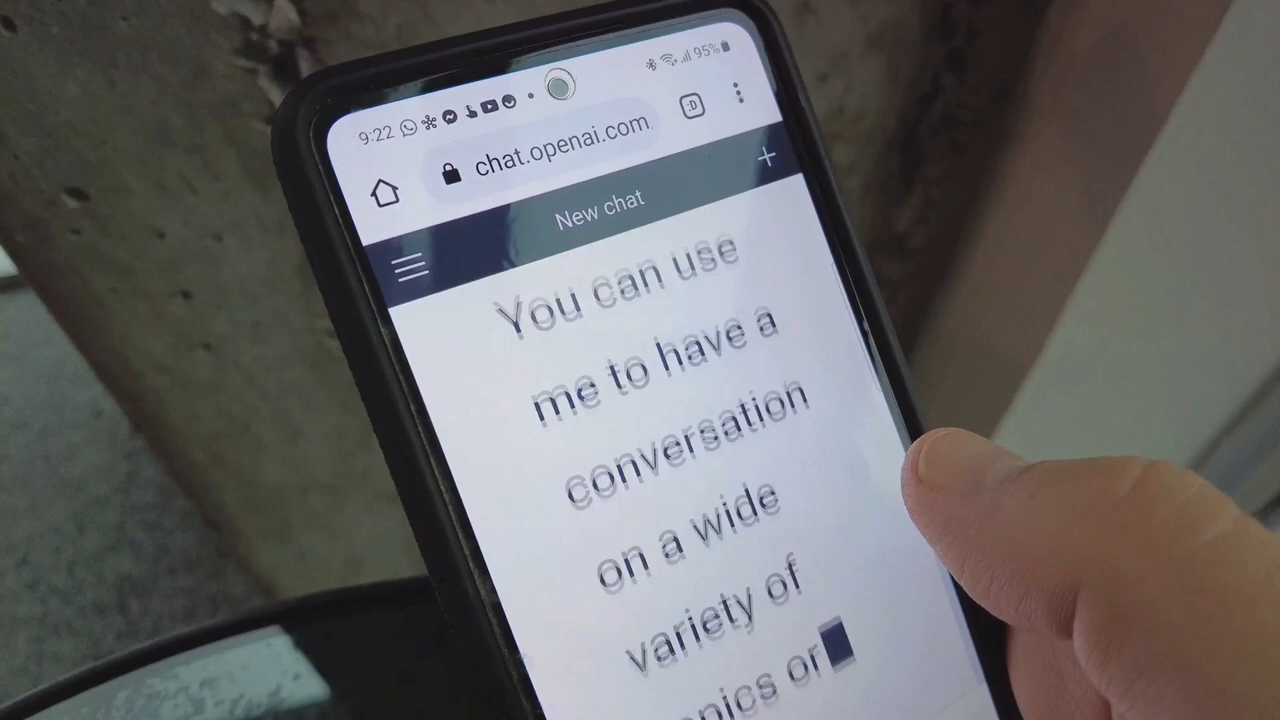 9:22 95%
chat.openai.com :D
New chat
You can use
me to have a
conversation
on a wide
variety of
or